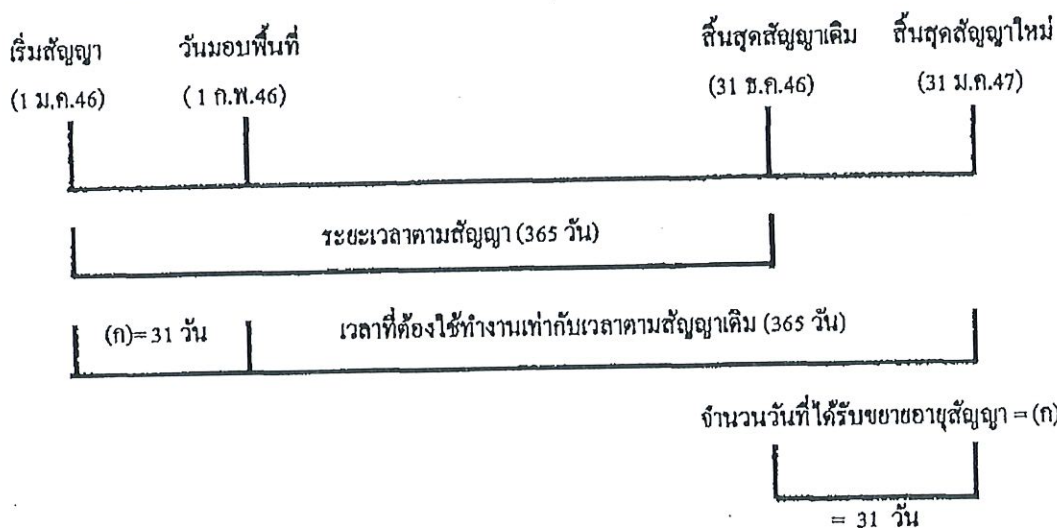 เริ่มสัญญา วันมอบพื้นที่ สิ้นสุดสัญญาเดิม สิ้นสุดสัญญาใหม่
(1 ม.ค.46) (1 ก.พ.46) (31 ธ.ค.46) (31 ม.ค.47)
ระยะเวลาตามสัญญา (365 วัน)
(ก)= 31 วัน เวลาที่ต้องใช้ทำงานเท่ากับเวลาตามสัญญาเดิม (365 วัน)
จำนวนวันที่ได้รับขยายอายุสัญญา = (ก)
= 31 วัน